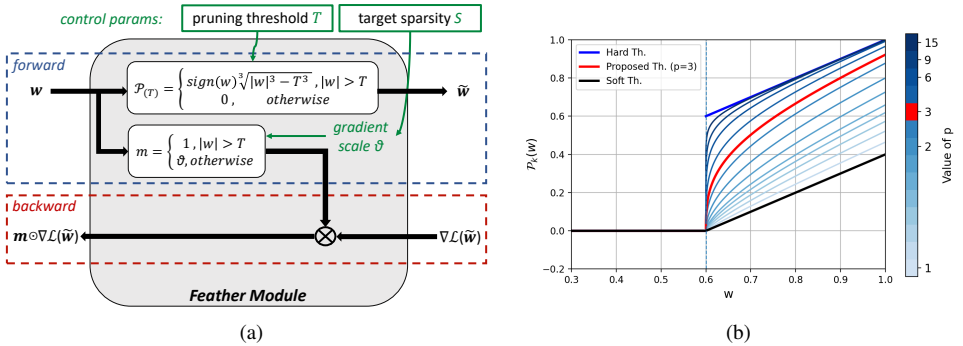 control params:
pruning threshold T
target sparsity S
forward
w
𝒫(T) = { sign(w) ∛|w|³ − T³ , |w| > T
0 , otherwise
w̃
m = { 1 , |w| > T
ϑ, otherwise
gradient
scale ϑ
backward
m⊙∇ℒ(w̃)
∇ℒ(w̃)
Feather Module
(a)
Hard Th.
Proposed Th. (p=3)
Soft Th.
1.0
0.8
0.6
0.4
0.2
0.0
−0.2
𝒫k(w)
0.3 0.4 0.5 0.6 0.7 0.8 0.9 1.0
w
15
9
6
3
2
1
Value of p
(b)